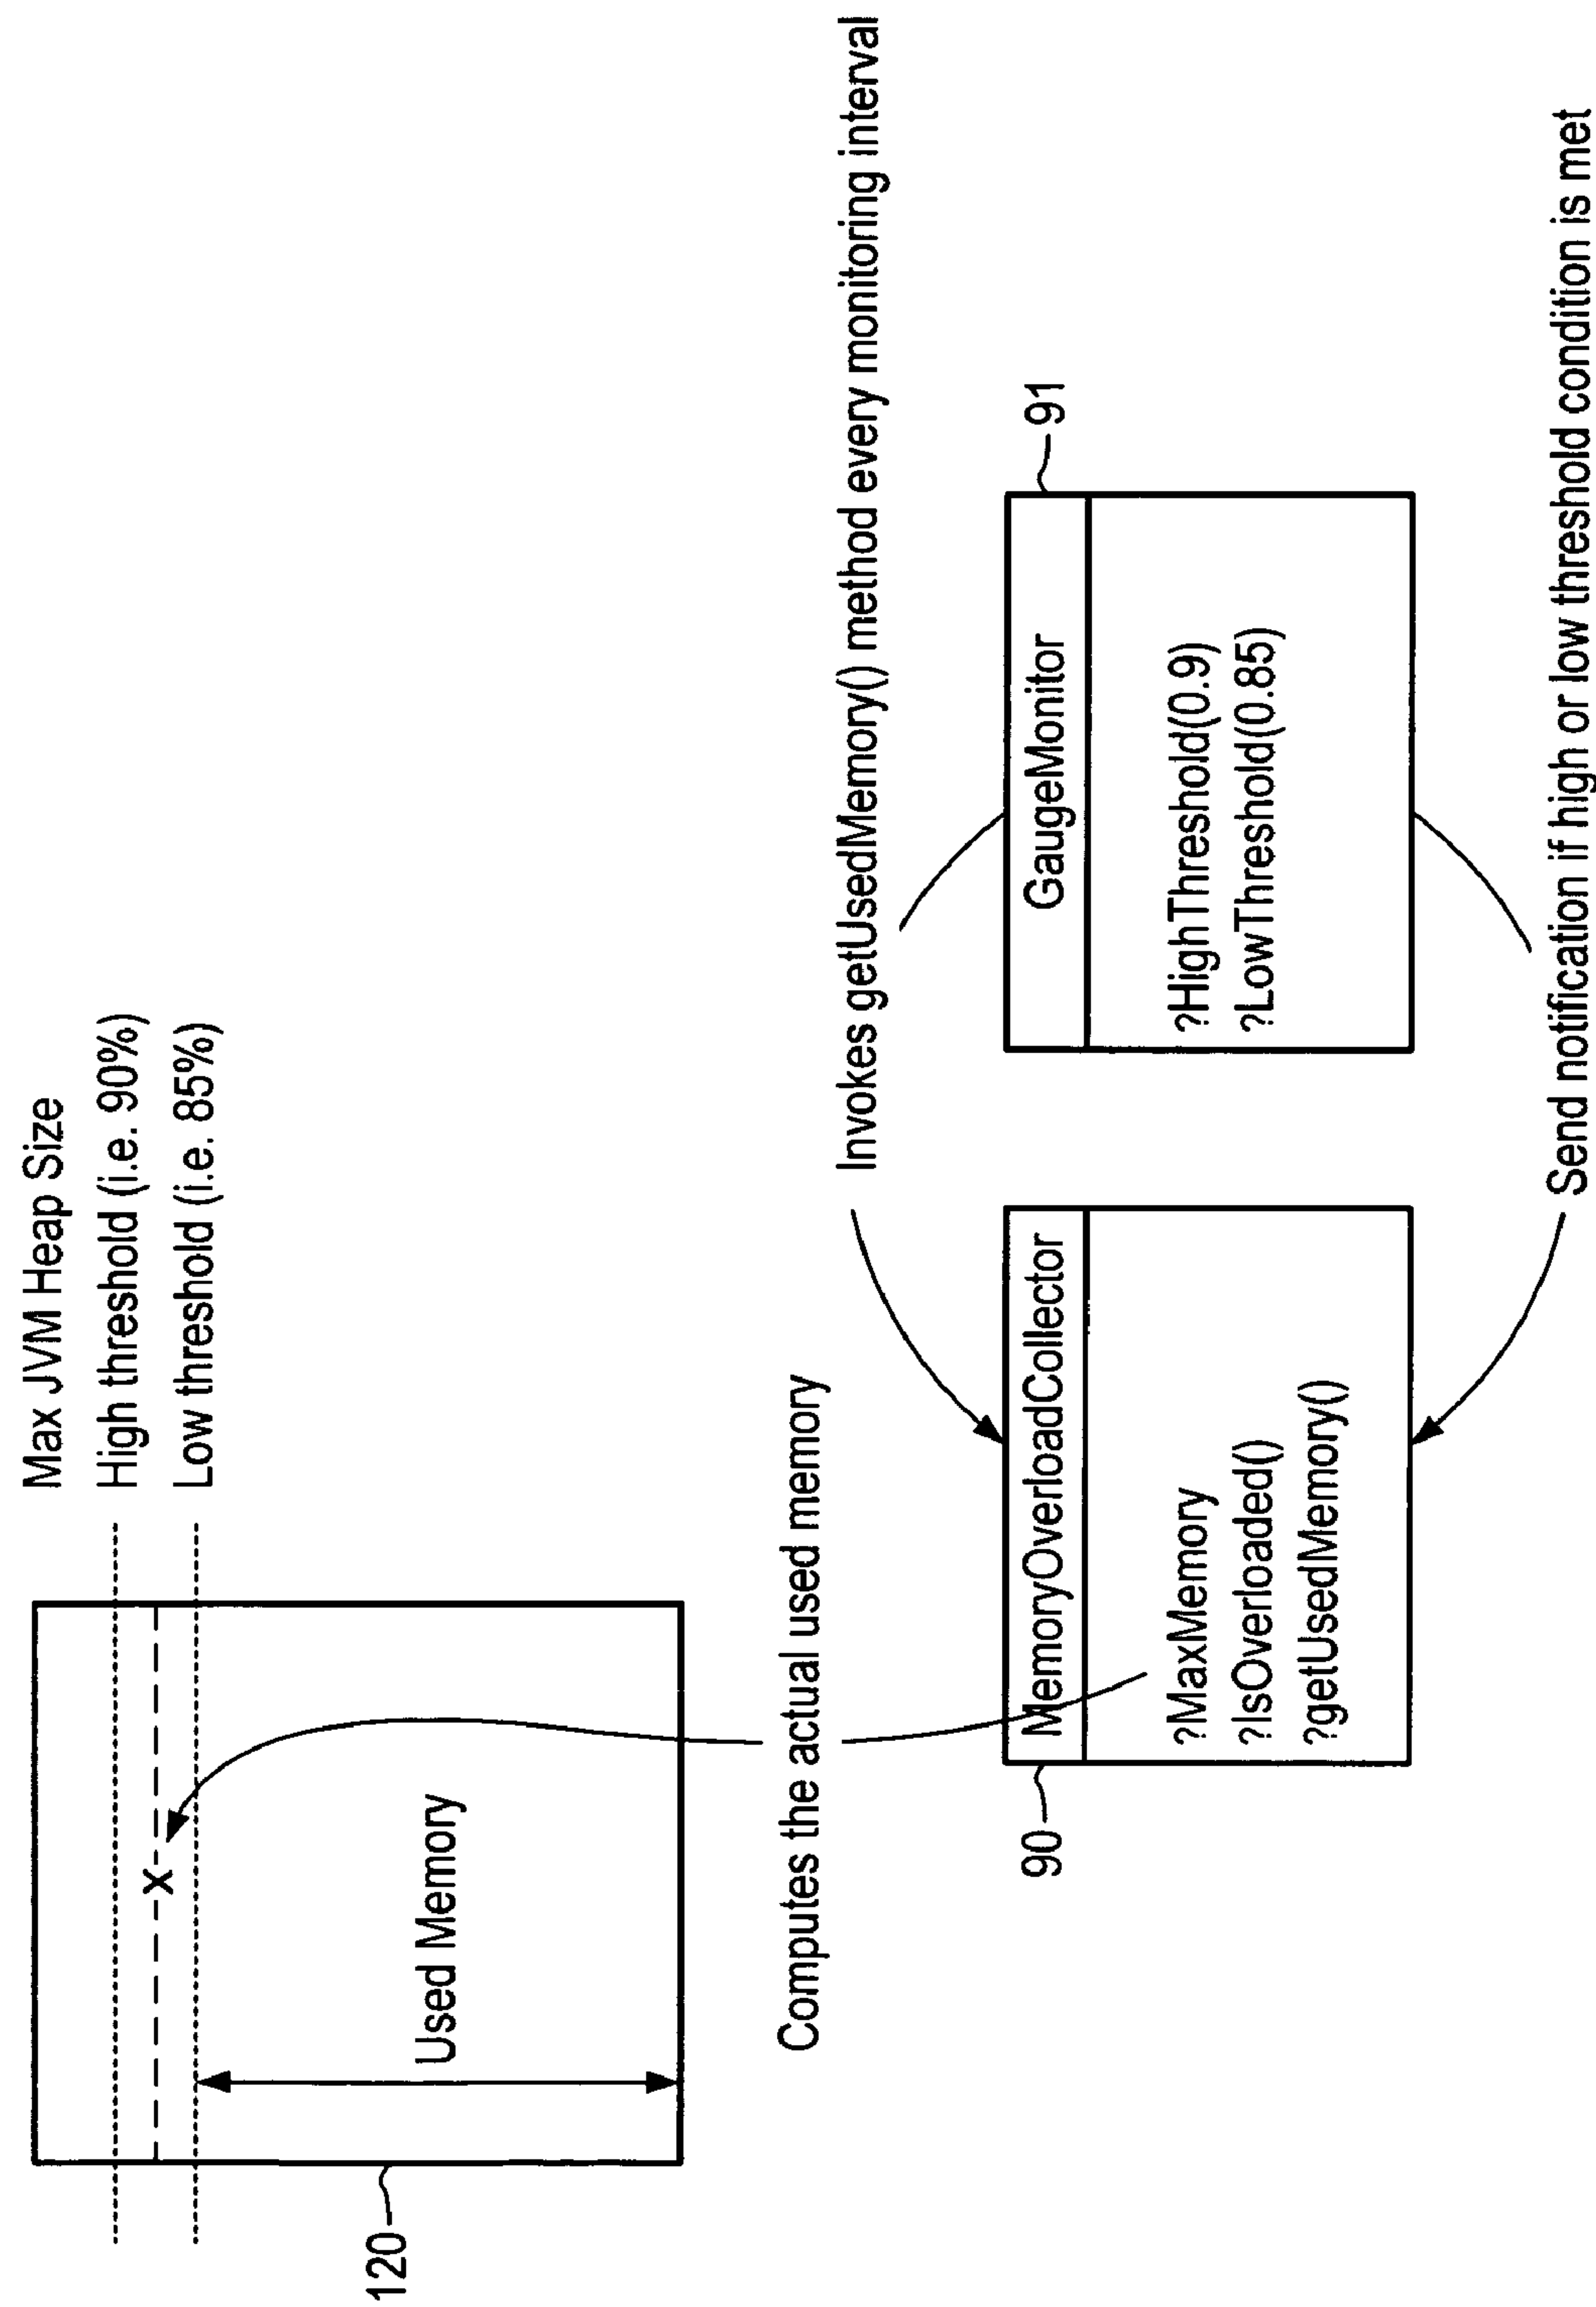 Max JVM Heap Size
High threshold (i.e. 90%)
Low threshold (i.e. 85%)
Used Memory
120
Computes the actual used memory
Invokes getUsedMemory() method every monitoring interval
90
MemoryOverloadCollector
?MaxMemory
?IsOverloaded()
?getUsedMemory()
91
GaugeMonitor
?HighThreshold(0.9)
?LowThreshold(0.85)
Send notification if high or low threshold condition is met
x